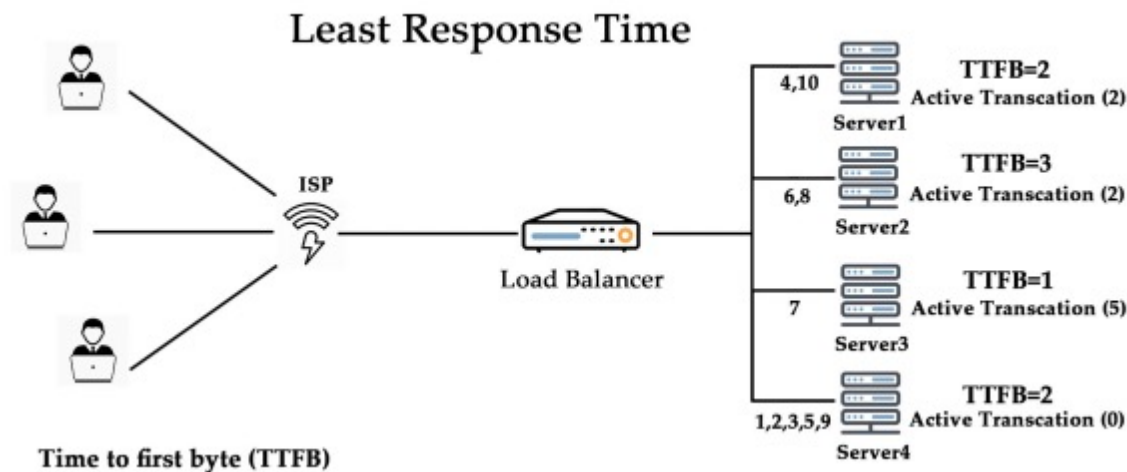 Least Response Time
ISP
Load Balancer
4,10
Server1
TTFB=2
Active Transcation (2)
6,8
Server2
TTFB=3
Active Transcation (2)
7
Server3
TTFB=1
Active Transcation (5)
1,2,3,5,9
Server4
TTFB=2
Active Transcation (0)
Time to first byte (TTFB)